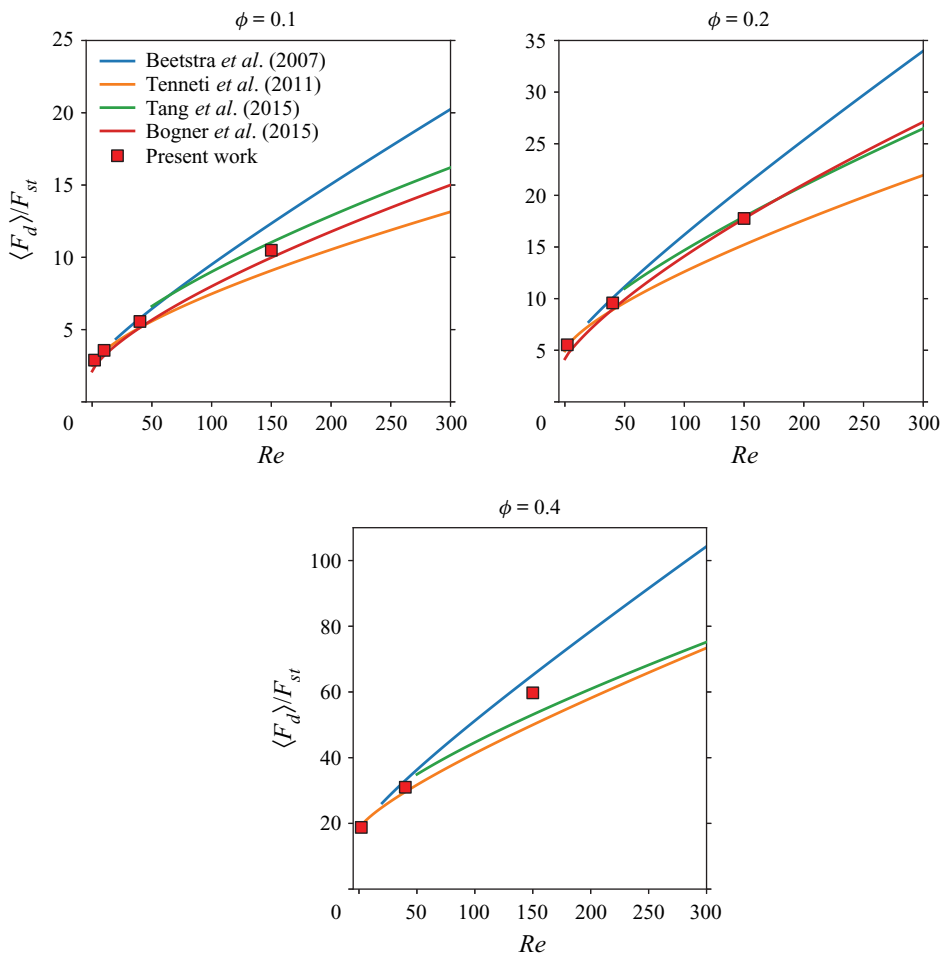 ϕ = 0.1
25
20
15
10
5
0
50
100
150
200
250
300
⟨F_d⟩/F_st
Re
Beetstra et al. (2007)
Tenneti et al. (2011)
Tang et al. (2015)
Bogner et al. (2015)
Present work
ϕ = 0.2
35
30
25
20
15
10
5
0
50
100
150
200
250
300
Re
ϕ = 0.4
100
80
60
40
20
0
50
100
150
200
250
300
⟨F_d⟩/F_st
Re